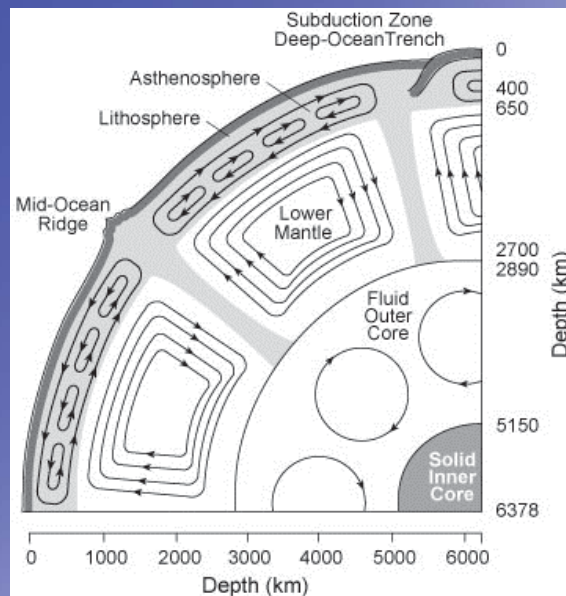 Subduction Zone
Deep-OceanTrench
Asthenosphere
Lithosphere
Mid-Ocean
Ridge
Lower
Mantle
Fluid
Outer
Core
Solid
Inner
Core
0
400
650
2700
2890
5150
6378
Depth (km)
0 1000 2000 3000 4000 5000 6000
Depth (km)